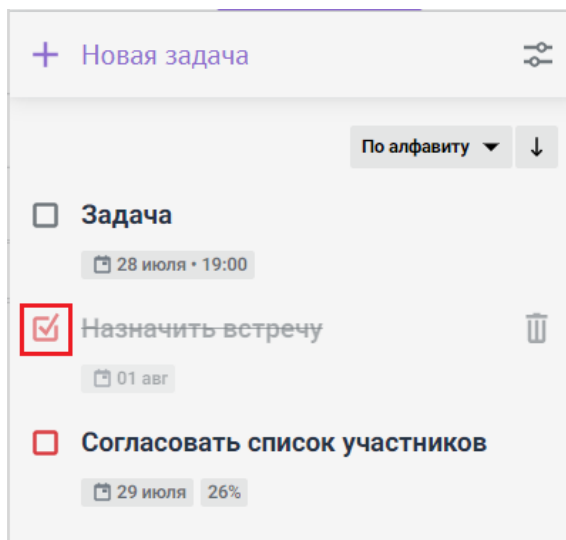 Новая задача
По алфавиту
Задача
28 июля • 19:00
Назначить встречу
01 авг
Согласовать список участников
29 июля 26%